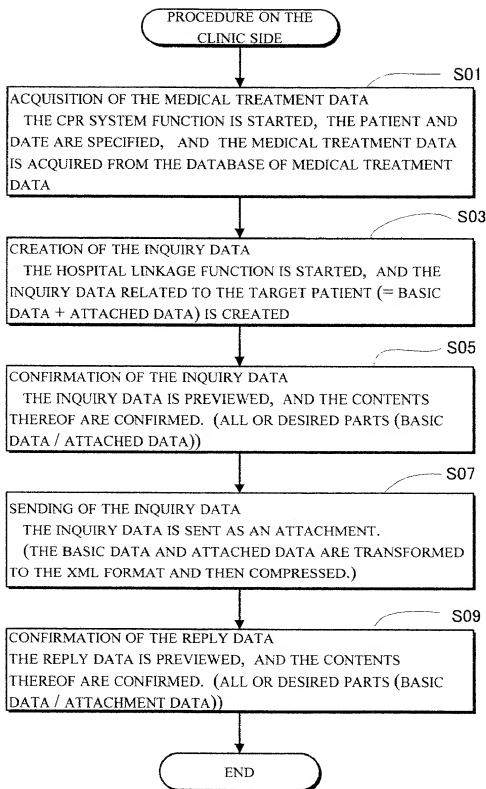 PROCEDURE ON THE
CLINIC SIDE
S01
ACQUISITION OF THE MEDICAL TREATMENT DATA
THE CPR SYSTEM FUNCTION IS STARTED, THE PATIENT AND
DATE ARE SPECIFIED, AND THE MEDICAL TREATMENT DATA
IS ACQUIRED FROM THE DATABASE OF MEDICAL TREATMENT
DATA
S03
CREATION OF THE INQUIRY DATA
THE HOSPITAL LINKAGE FUNCTION IS STARTED, AND THE
INQUIRY DATA RELATED TO THE TARGET PATIENT (= BASIC
DATA + ATTACHED DATA) IS CREATED
S05
CONFIRMATION OF THE INQUIRY DATA
THE INQUIRY DATA IS PREVIEWED, AND THE CONTENTS
THEREOF ARE CONFIRMED. (ALL OR DESIRED PARTS (BASIC
DATA / ATTACHED DATA))
S07
SENDING OF THE INQUIRY DATA
THE INQUIRY DATA IS SENT AS AN ATTACHMENT.
(THE BASIC DATA AND ATTACHED DATA ARE TRANSFORMED
TO THE XML FORMAT AND THEN COMPRESSED.)
S09
CONFIRMATION OF THE REPLY DATA
THE REPLY DATA IS PREVIEWED, AND THE CONTENTS
THEREOF ARE CONFIRMED. (ALL OR DESIRED PARTS (BASIC
DATA / ATTACHMENT DATA))
END